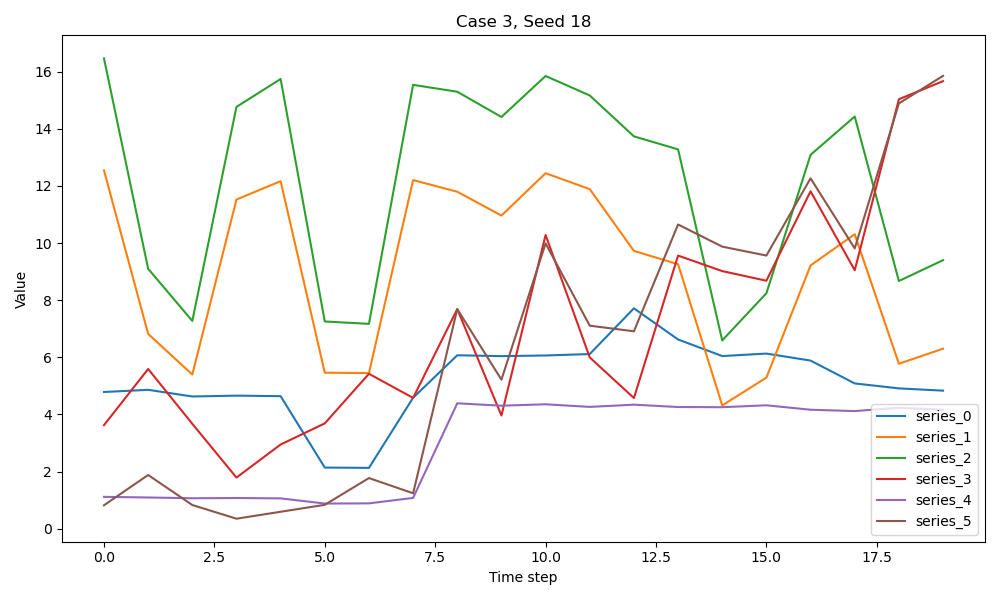 Case 3, Seed 18
Value
16
14
12
10
8
6
4
2
0
0.0
2.5
5.0
7.5
10.0
12.5
15.0
17.5
Time step
series_0
series_1
series_2
series_3
series_4
series_5